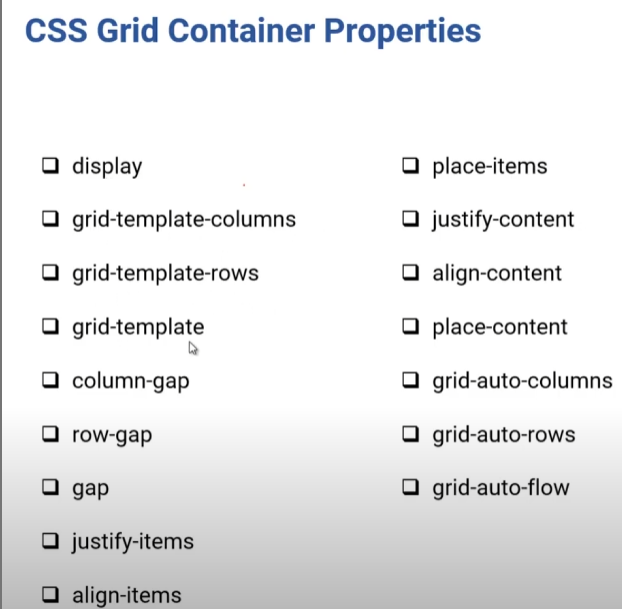 CSS Grid Container Properties
display
grid-template-columns
grid-template-rows
grid-template
column-gap
row-gap
gap
justify-items
align-items
place-items
justify-content
align-content
place-content
grid-auto-columns
grid-auto-rows
grid-auto-flow